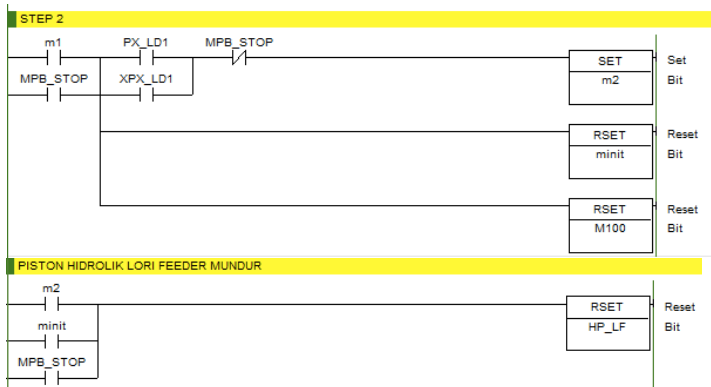 STEP 2
m1 PX_LD1 MPB_STOP
SET Set
MPB_STOP XPX_LD1 m2 Bit
RSET Reset
minit Bit
RSET Reset
M100 Bit
PISTON HIDROLIK LORI FEEDER MUNDUR
m2
RSET Reset
minit HP_LF Bit
MPB_STOP